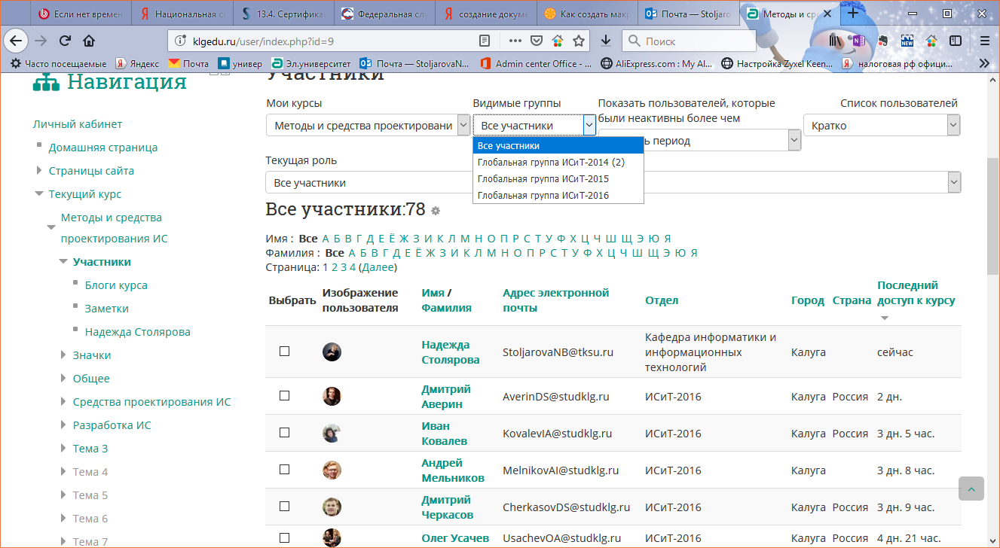 Если нет времен
Национальная с
13.4. Сертифика
Федеральная сл
создание докуме
Как создать мак
Почта — Stoljaro
Методы и сре
klgedu.ru/user/index.php?id=9
Поиск
Часто посещаемые
Яндекс
Почта
универ
Эл.университет
Почта — StoljarovaN...
Admin center Office - ...
AliExpress.com : My Al...
Настройка Zyxel Keen...
налоговая рф офици...
Навигация
Личный кабинет
Домашняя страница
Страницы сайта
Текущий курс
Методы и средства
проектирования ИС
Участники
Блоги курса
Заметки
Надежда Столярова
Значки
Общее
Средства проектирования ИС
Разработка ИС
Тема 3
Тема 4
Тема 5
Тема 6
Тема 7
Участники
Мои курсы
Методы и средства проектировани
Видимые группы
Все участники
Показать пользователей, которые
были неактивны более чем
период
Список пользователей
Кратко
Все участники
Глобальная группа ИСиТ-2014 (2)
Глобальная группа ИСиТ-2015
Глобальная группа ИСиТ-2016
Текущая роль
Все участники
Все участники:78
Имя : Все А Б В Г Д Е Ё Ж З И К Л М Н О П Р С Т У Ф Х Ц Ч Ш Щ Э Ю Я
Фамилия : Все А Б В Г Д Е Ё Ж З И К Л М Н О П Р С Т У Ф Х Ц Ч Ш Щ Э Ю Я
Страница: 1 2 3 4 (Далее)
Выбрать
Изображение
пользователя
Имя /
Фамилия
Адрес электронной
почты
Отдел
Город
Страна
Последний
доступ к курсу
Надежда
Столярова
StoljarovaNB@tksu.ru
Кафедра информатики и
информационных
технологий
Калуга
сейчас
Дмитрий
Аверин
AverinDS@studklg.ru
ИСиТ-2016
Калуга
Россия
2 дн.
Иван
Ковалев
KovalevIA@studklg.ru
ИСиТ-2016
Калуга
Россия
3 дн. 5 час.
Андрей
Мельников
MelnikovAI@studklg.ru
ИСиТ-2016
Калуга
3 дн. 8 час.
Дмитрий
Черкасов
CherkasovDS@studklg.ru
ИСиТ-2016
Калуга
Россия
3 дн. 9 час.
Олег Усачев
UsachevOA@studklg.ru
ИСиТ-2016
Калуга
Россия
4 дн. 21 час.